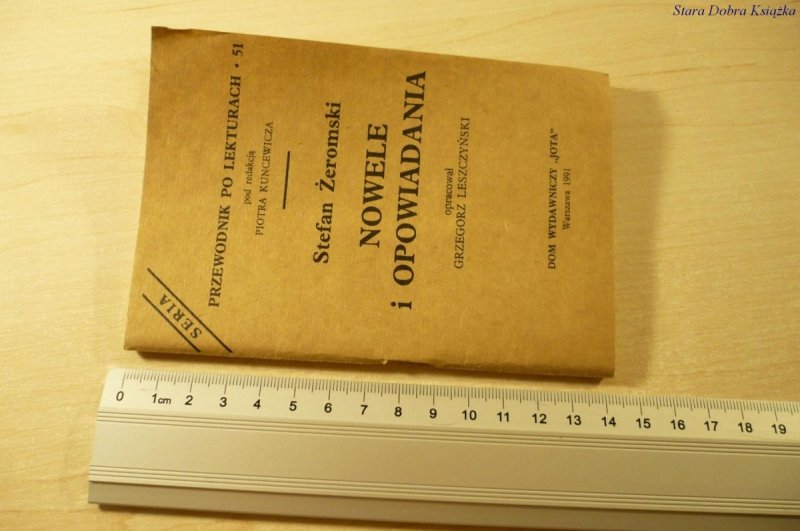 Stara Dobra Książka
SERIA
PRZEWODNIK PO LEKTURACH • 51
pod redakcją
PIOTRA KUNCEWICZA
Stefan Żeromski
NOWELE
i OPOWIADANIA
opracował
GRZEGORZ LESZCZYŃSKI
DOM WYDAWNICZY „JOTA"
Warszawa 1991
0 1cm 2 3 4 5 6 7 8 9 10 11 12 13 14 15 16 17 18 19